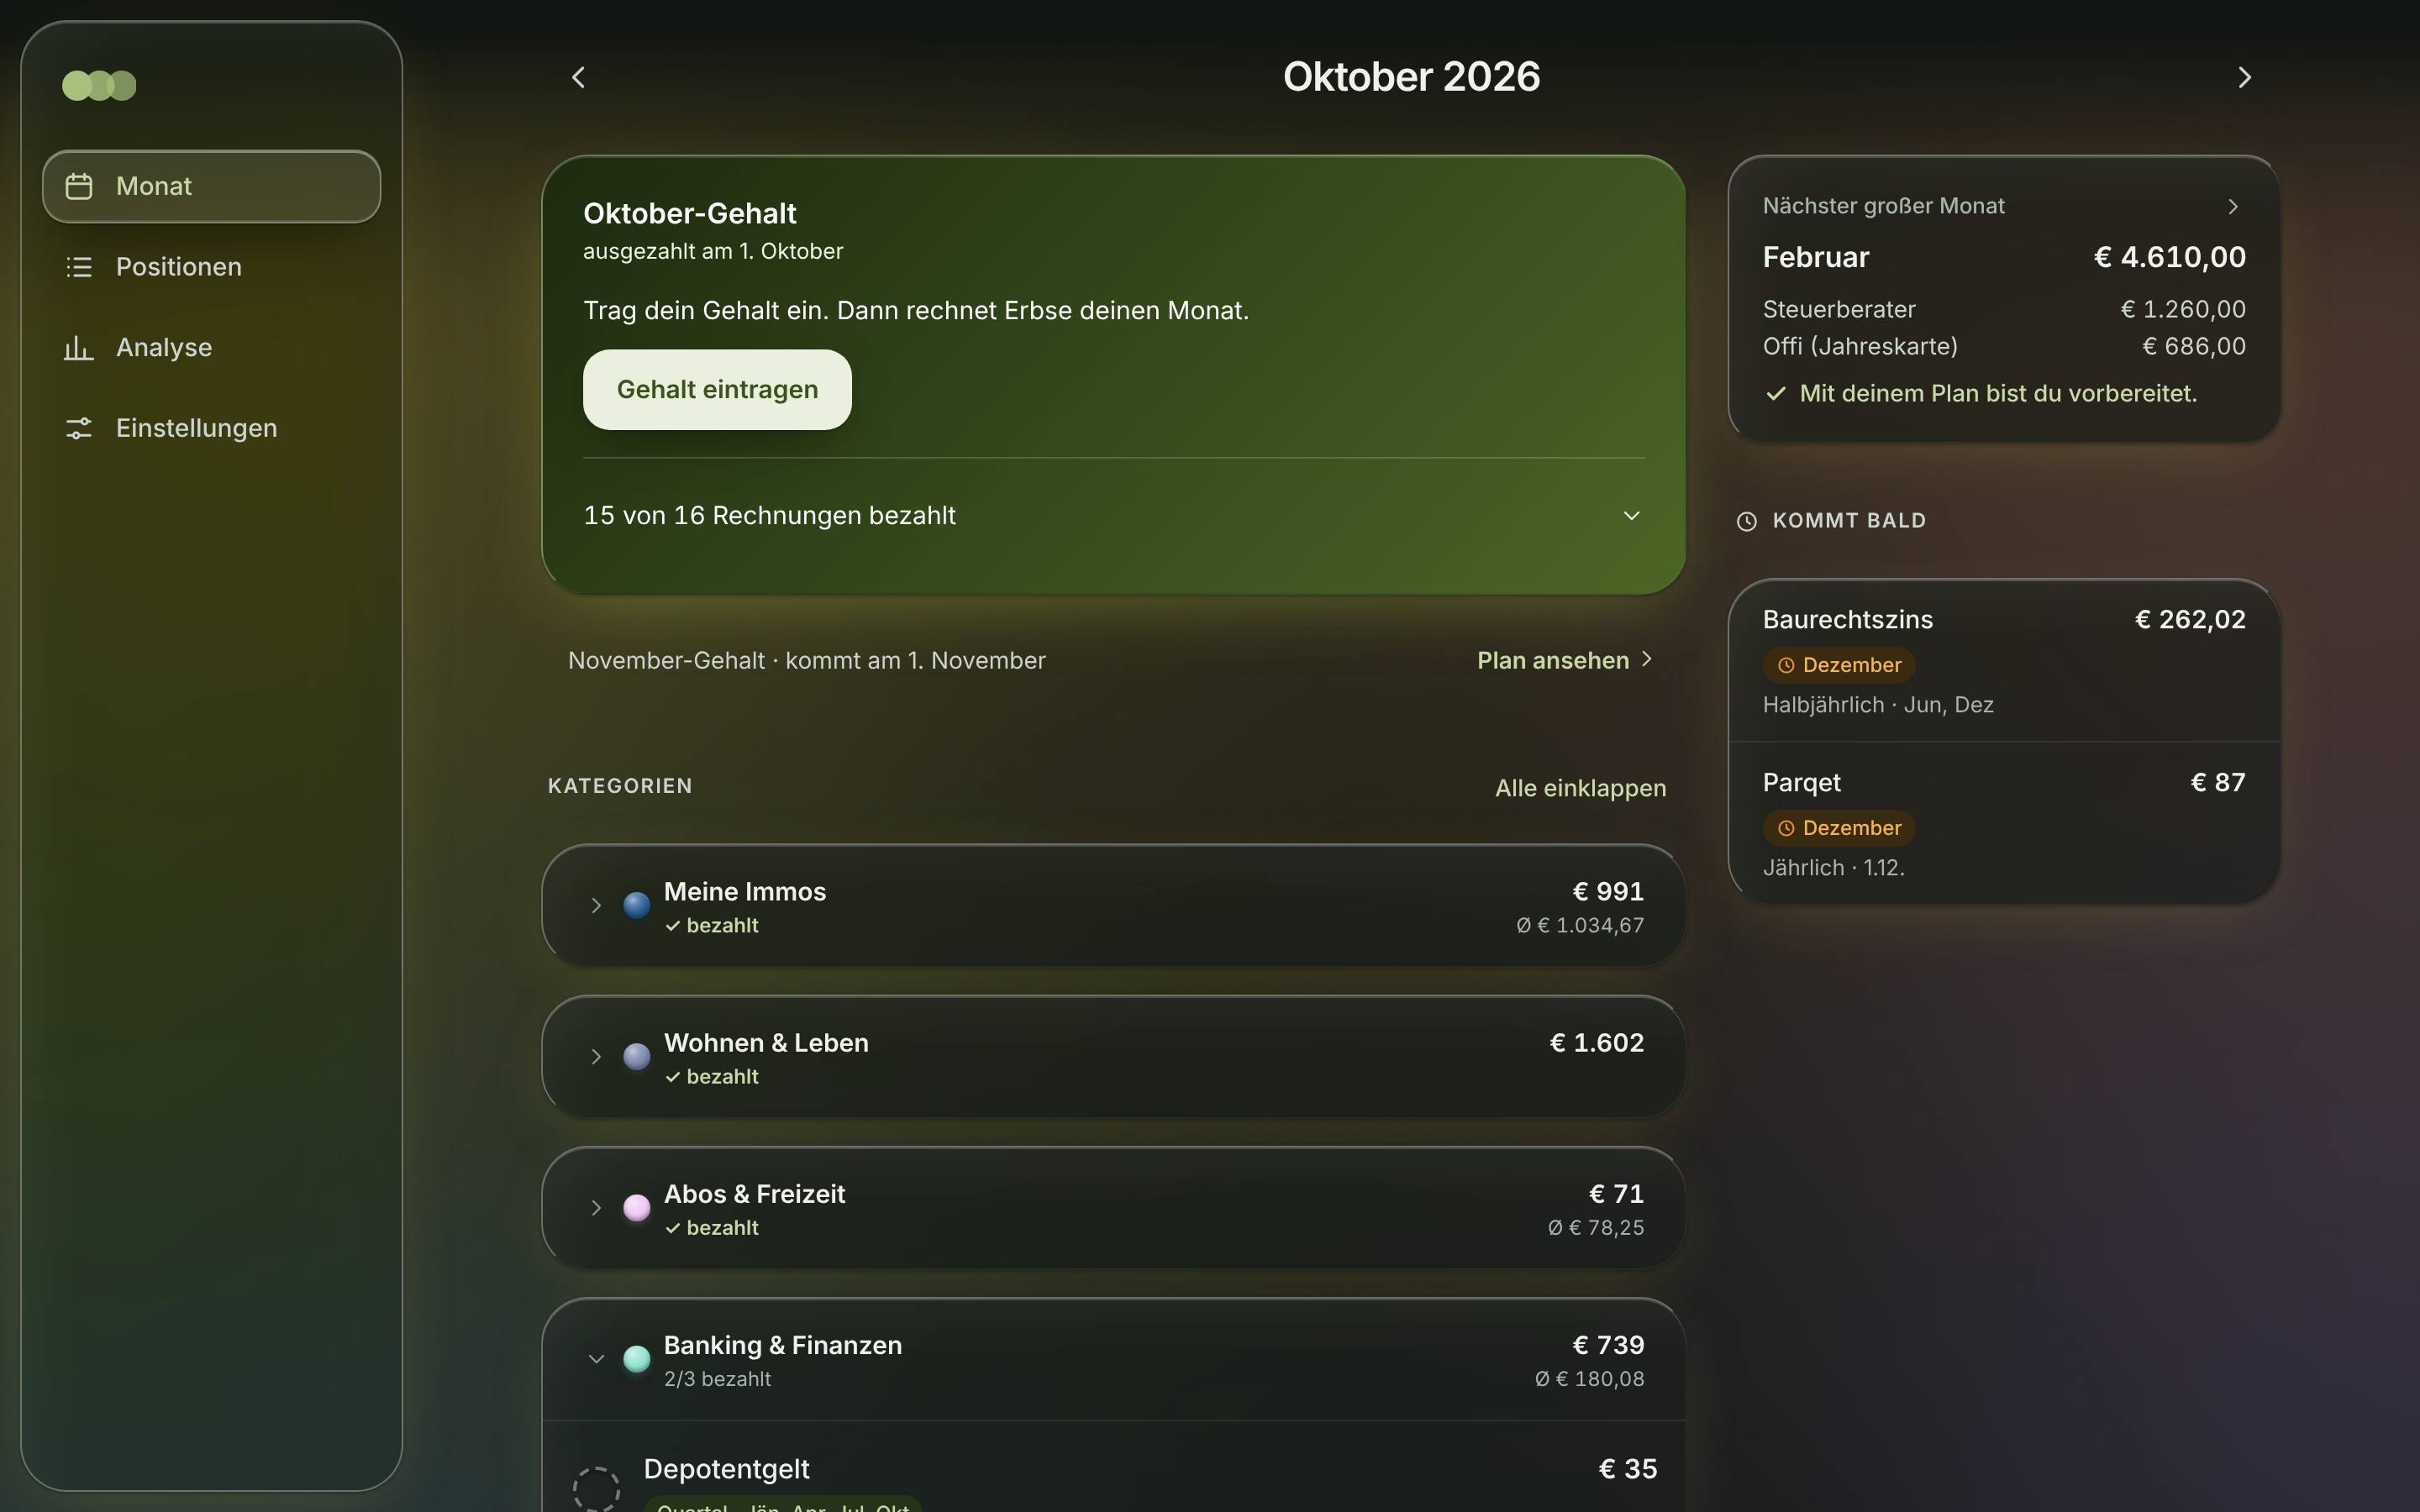 Monat
Positionen
Analyse
Einstellungen
Oktober 2026
Oktober-Gehalt
ausgezahlt am 1. Oktober
Trag dein Gehalt ein. Dann rechnet Erbse deinen Monat.
Gehalt eintragen
15 von 16 Rechnungen bezahlt
November-Gehalt · kommt am 1. November
Plan ansehen
KATEGORIEN
Alle einklappen
Meine Immos € 991
bezahlt Ø € 1.034,67
Wohnen & Leben € 1.602
bezahlt
Abos & Freizeit € 71
bezahlt Ø € 78,25
Banking & Finanzen € 739
2/3 bezahlt Ø € 180,08
Depotentgelt € 35
Quartal · Jän, Apr, Jul, Okt
Nächster großer Monat
Februar € 4.610,00
Steuerberater € 1.260,00
Offi (Jahreskarte) € 686,00
Mit deinem Plan bist du vorbereitet.
KOMMT BALD
Baurechtszins € 262,02
Dezember
Halbjährlich · Jun, Dez
Parqet € 87
Dezember
Jährlich · 1.12.